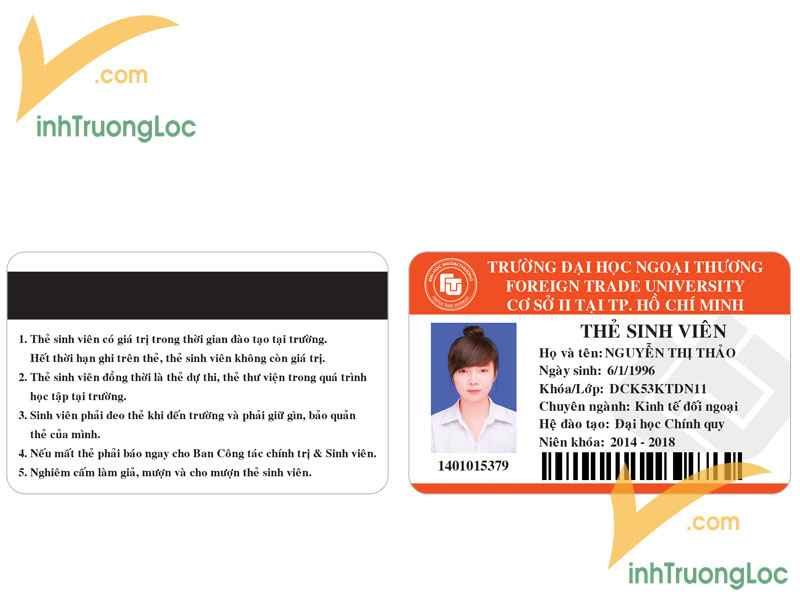 .com
inhTruongLoc
1. Thẻ sinh viên có giá trị trong thời gian đào tạo tại trường.
Hết thời hạn ghi trên thẻ, thẻ sinh viên không còn giá trị.
2. Thẻ sinh viên đồng thời là thẻ dự thi, thẻ thư viện trong quá trình
học tập tại trường.
3. Sinh viên phải đeo thẻ khi đến trường và phải giữ gìn, bảo quản
thẻ của mình.
4. Nếu mất thẻ phải báo ngay cho Ban Công tác chính trị & Sinh viên.
5. Nghiêm cấm làm giả, mượn và cho mượn thẻ sinh viên.
TRƯỜNG ĐẠI HỌC NGOẠI THƯƠNG
FOREIGN TRADE UNIVERSITY
CƠ SỞ II TẠI TP. HỒ CHÍ MINH
THẺ SINH VIÊN
Họ và tên: NGUYỄN THỊ THẢO
Ngày sinh: 6/1/1996
Khóa/Lớp: DCK53KTDN11
Chuyên ngành: Kinh tế đối ngoại
Hệ đào tạo: Đại học Chính quy
Niên khóa: 2014 - 2018
1401015379
.com
inhTruongLoc